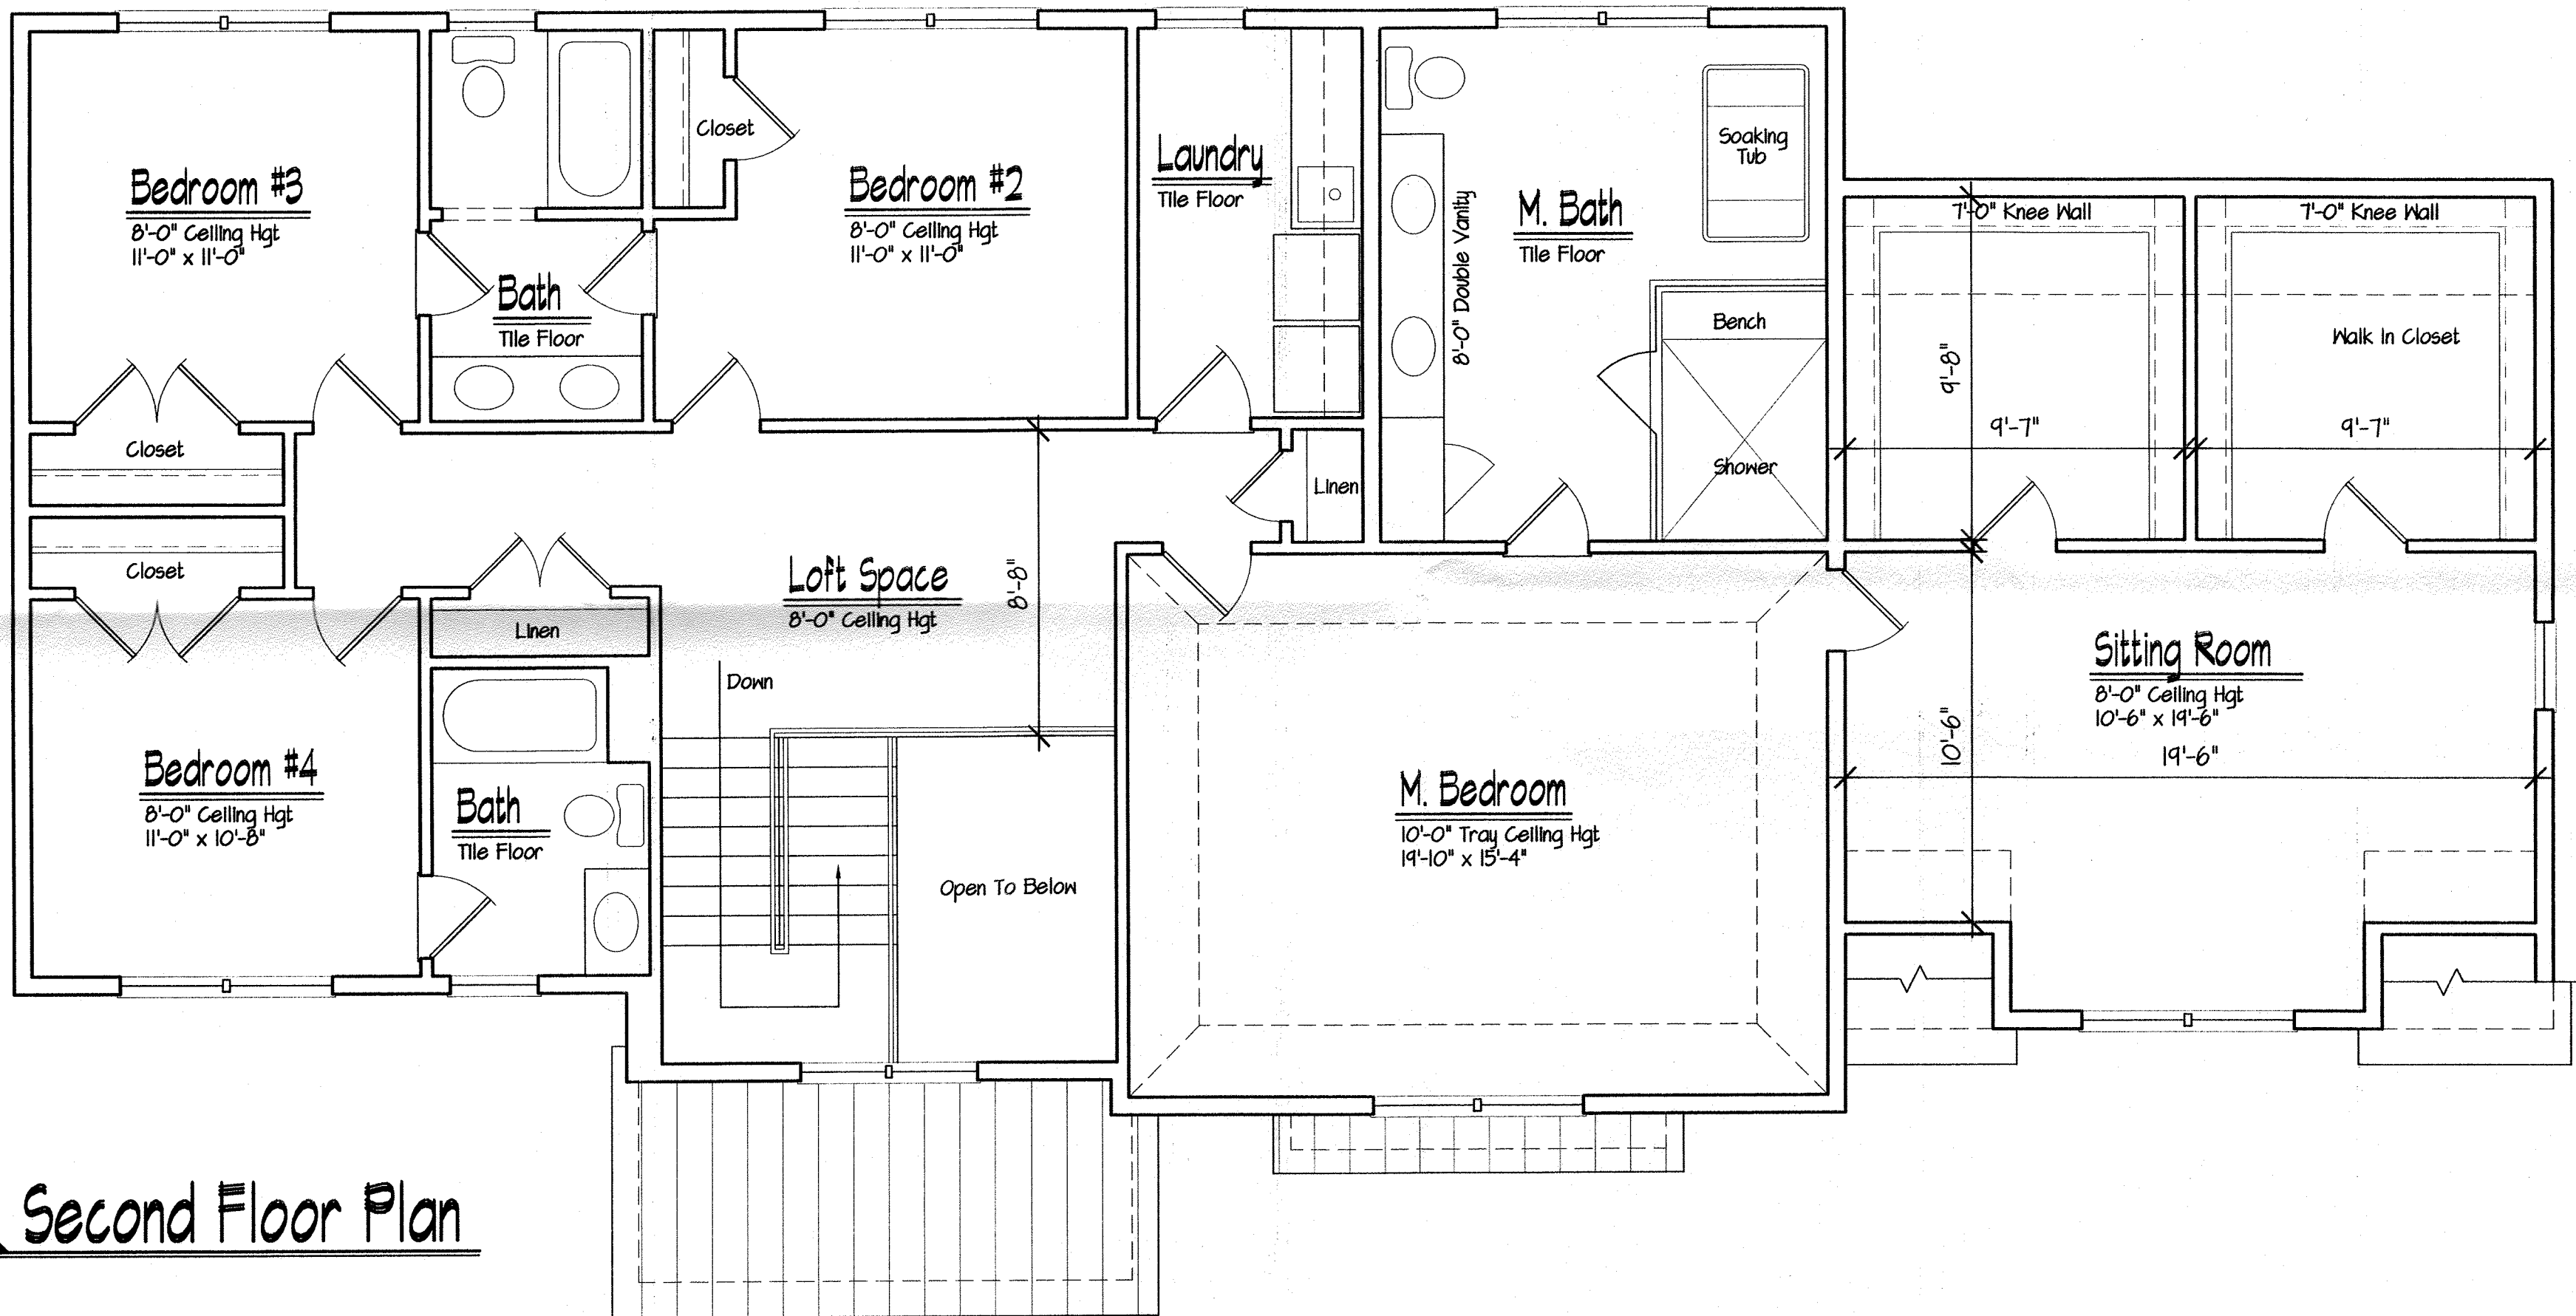 Bedroom #3
8'-0" Ceiling Hgt
11'-0" x 11'-0"
Closet
Bedroom #2
8'-0" Ceiling Hgt
11'-0" x 11'-0"
Bath
Tile Floor
Laundry
Tile Floor
8'-0" Double Vanity
M. Bath
Tile Floor
Soaking
Tub
Bench
Shower
7'-0" Knee Wall
7'-0" Knee Wall
Walk In Closet
9'-8"
9'-7"
9'-7"
Closet
Closet
Linen
Linen
Loft Space
8'-0" Ceiling Hgt
8'-8"
Down
Open To Below
Bedroom #4
8'-0" Ceiling Hgt
11'-0" x 10'-8"
Bath
Tile Floor
M. Bedroom
10'-0" Tray Ceiling Hgt
19'-10" x 15'-4"
Sitting Room
8'-0" Ceiling Hgt
10'-6" x 19'-6"
10'-6"
19'-6"
Second Floor Plan